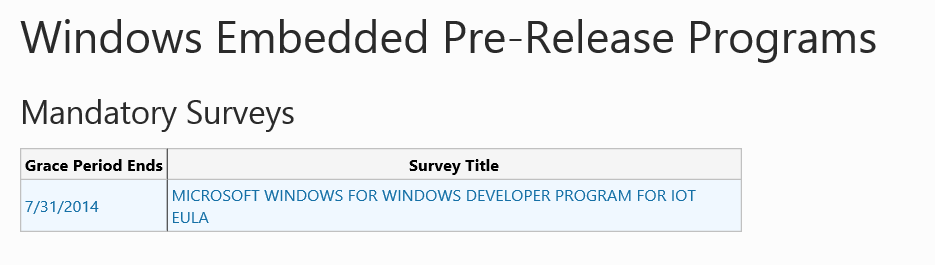 Windows Embedded Pre-Release Programs
Mandatory Surveys
Grace Period Ends Survey Title
7/31/2014 MICROSOFT WINDOWS FOR WINDOWS DEVELOPER PROGRAM FOR IOT
EULA